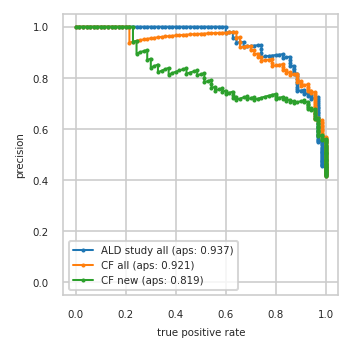 1.0
0.8
0.6
0.4
0.2
0.0
precision
ALD study all (aps: 0.937)
CF all (aps: 0.921)
CF new (aps: 0.819)
0.0 0.2 0.4 0.6 0.8 1.0
true positive rate